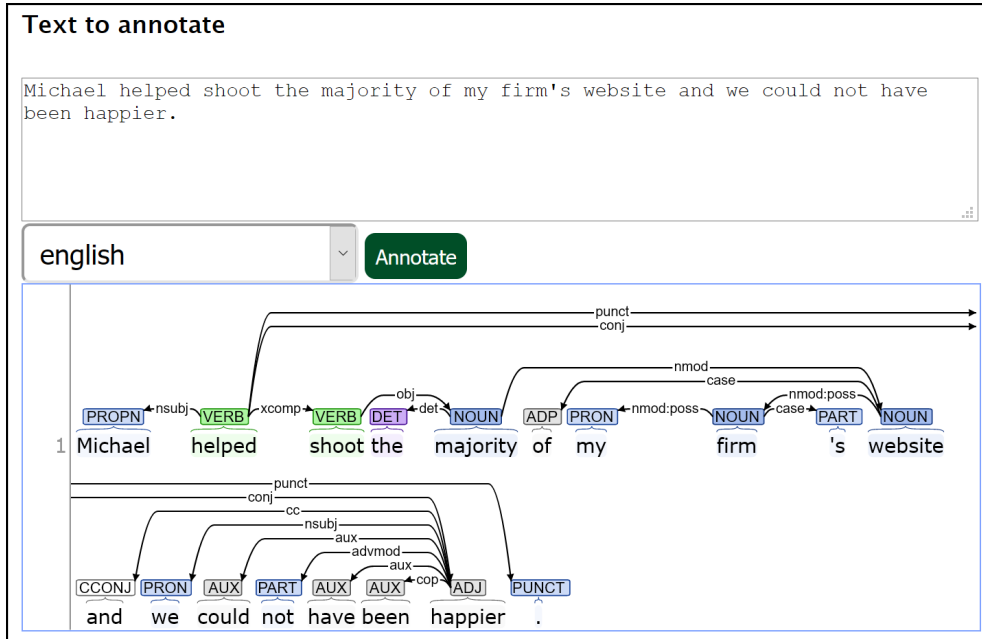 Text to annotate
Michael helped shoot the majority of my firm's website and we could not have
been happier.
english
Annotate
punct
conj
nmod
case
obj nmod:poss
PROPN nsubj VERB xcomp VERB DET det NOUN ADP PRON nmod:poss NOUN case PART NOUN
1 Michael helped shoot the majority of my firm 's website
punct
conj
cc
nsubj
aux
advmod
aux
cop
CCONJ PRON AUX PART AUX AUX ADJ PUNCT
and we could not have been happier .